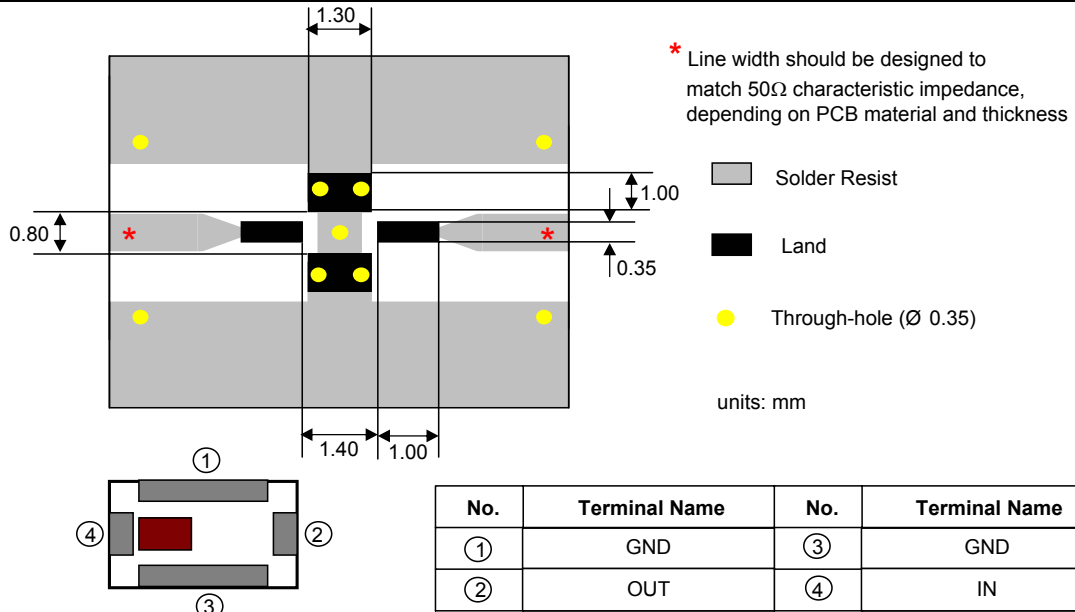 1.30
* Line width should be designed to
match 50Ω characteristic impedance,
depending on PCB material and thickness
Solder Resist
1.00
0.80
*
*
Land
0.35
Through-hole (Ø 0.35)
units: mm
1.40
1.00
①
④
②
③
No. Terminal Name No. Terminal Name
① GND ③ GND
② OUT ④ IN